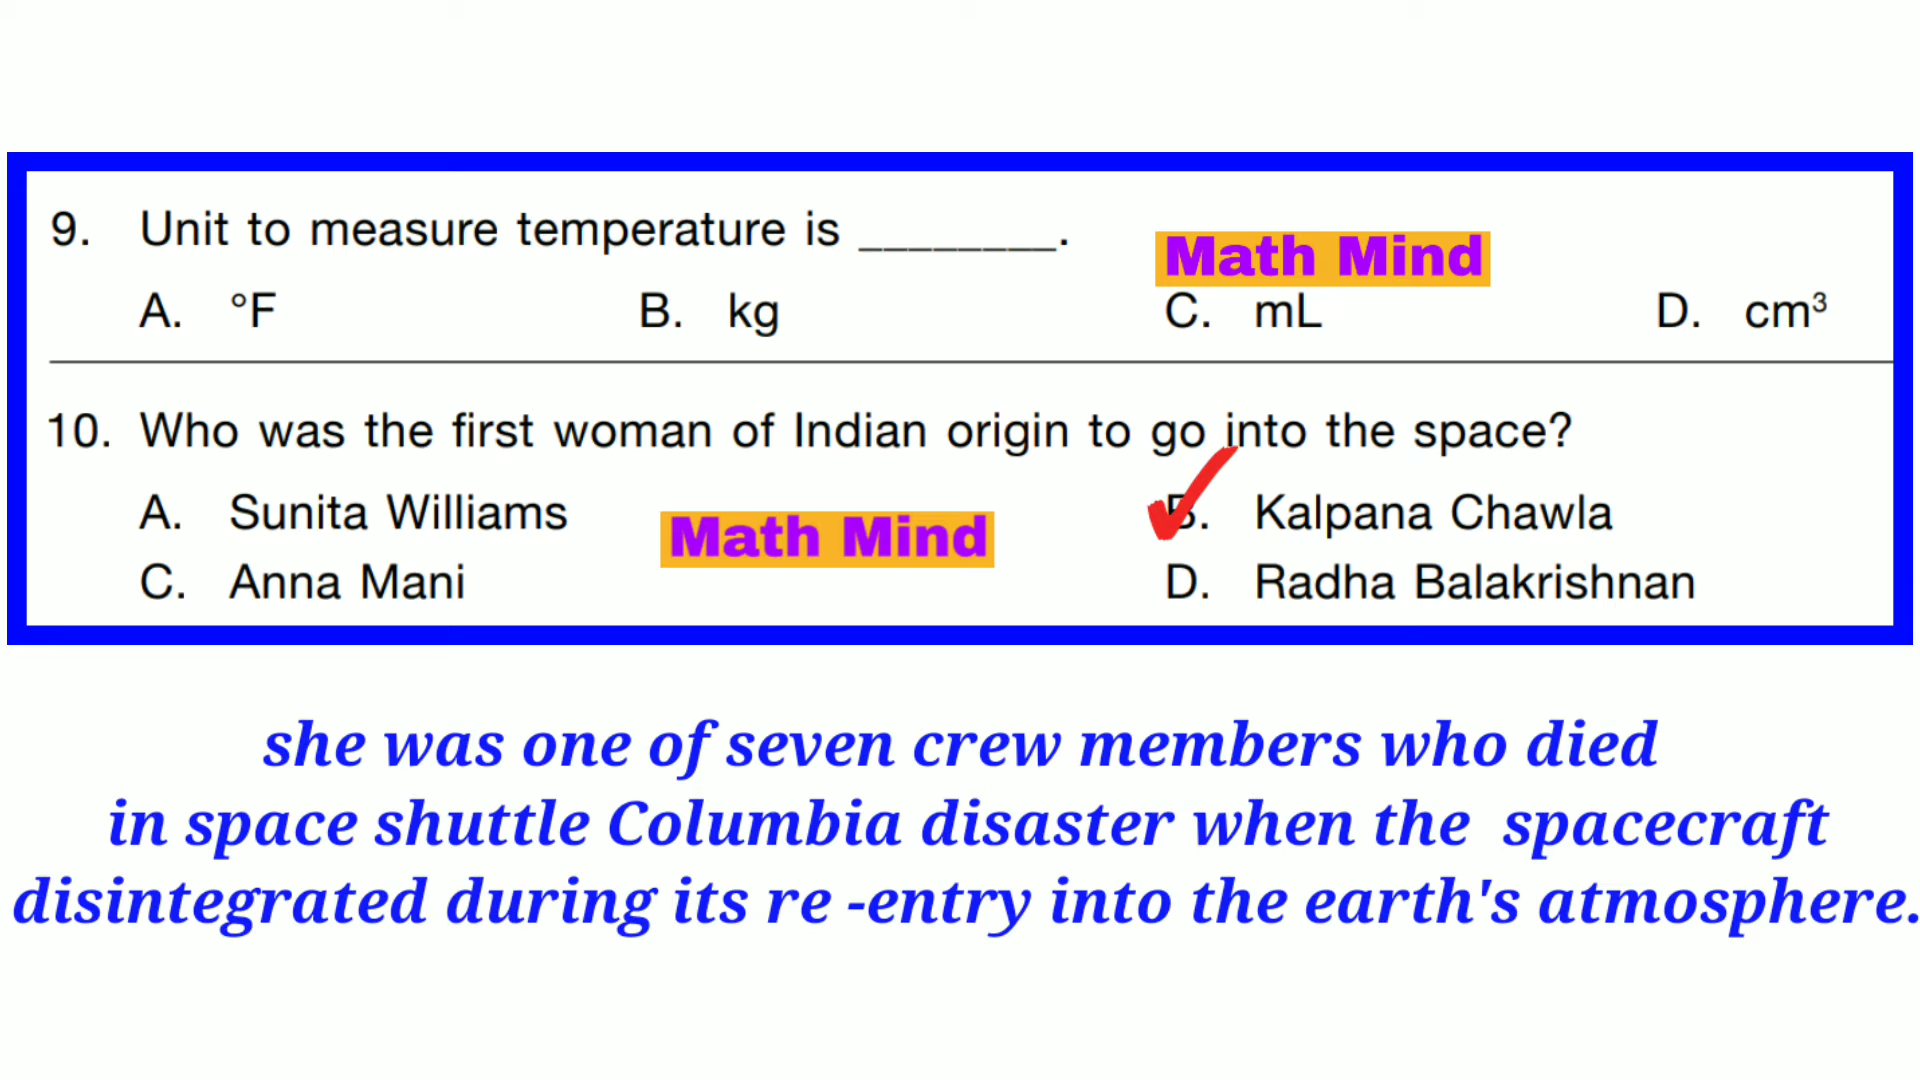 9. Unit to measure temperature is ________.
Math Mind
A. °F B. kg C. mL D. cm³
10. Who was the first woman of Indian origin to go into the space?
A. Sunita Williams B. Kalpana Chawla
Math Mind
C. Anna Mani D. Radha Balakrishnan
she was one of seven crew members who died
in space shuttle Columbia disaster when the spacecraft
disintegrated during its re -entry into the earth's atmosphere.